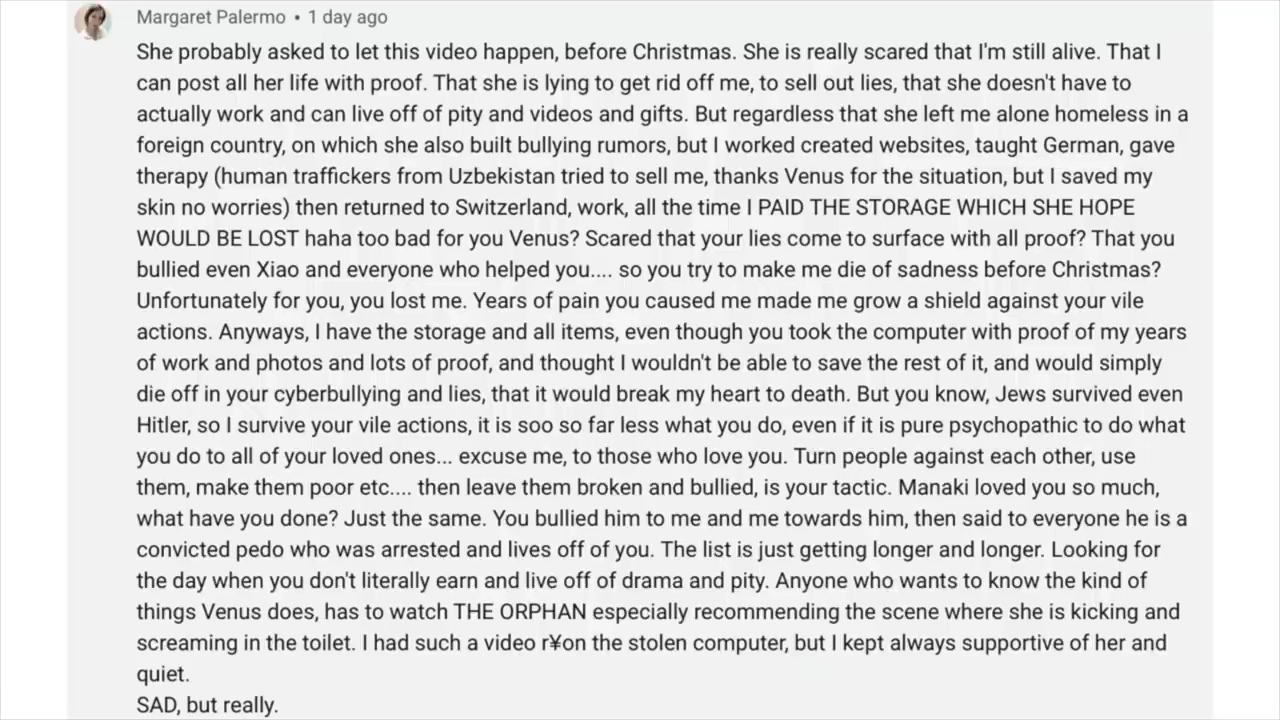 Margaret Palermo • 1 day ago
She probably asked to let this video happen, before Christmas. She is really scared that I'm still alive. That I
can post all her life with proof. That she is lying to get rid off me, to sell out lies, that she doesn't have to
actually work and can live off of pity and videos and gifts. But regardless that she left me alone homeless in a
foreign country, on which she also built bullying rumors, but I worked created websites, taught German, gave
therapy (human traffickers from Uzbekistan tried to sell me, thanks Venus for the situation, but I saved my
skin no worries) then returned to Switzerland, work, all the time I PAID THE STORAGE WHICH SHE HOPE
WOULD BE LOST haha too bad for you Venus? Scared that your lies come to surface with all proof? That you
bullied even Xiao and everyone who helped you.... so you try to make me die of sadness before Christmas?
Unfortunately for you, you lost me. Years of pain you caused me made me grow a shield against your vile
actions. Anyways, I have the storage and all items, even though you took the computer with proof of my years
of work and photos and lots of proof, and thought I wouldn't be able to save the rest of it, and would simply
die off in your cyberbullying and lies, that it would break my heart to death. But you know, Jews survived even
Hitler, so I survive your vile actions, it is soo so far less what you do, even if it is pure psychopathic to do what
you do to all of your loved ones... excuse me, to those who love you. Turn people against each other, use
them, make them poor etc.... then leave them broken and bullied, is your tactic. Manaki loved you so much,
what have you done? Just the same. You bullied him to me and me towards him, then said to everyone he is a
convicted pedo who was arrested and lives off of you. The list is just getting longer and longer. Looking for
the day when you don't literally earn and live off of drama and pity. Anyone who wants to know the kind of
things Venus does, has to watch THE ORPHAN especially recommending the scene where she is kicking and
screaming in the toilet. I had such a video r¥on the stolen computer, but I kept always supportive of her and
quiet.
SAD, but really.